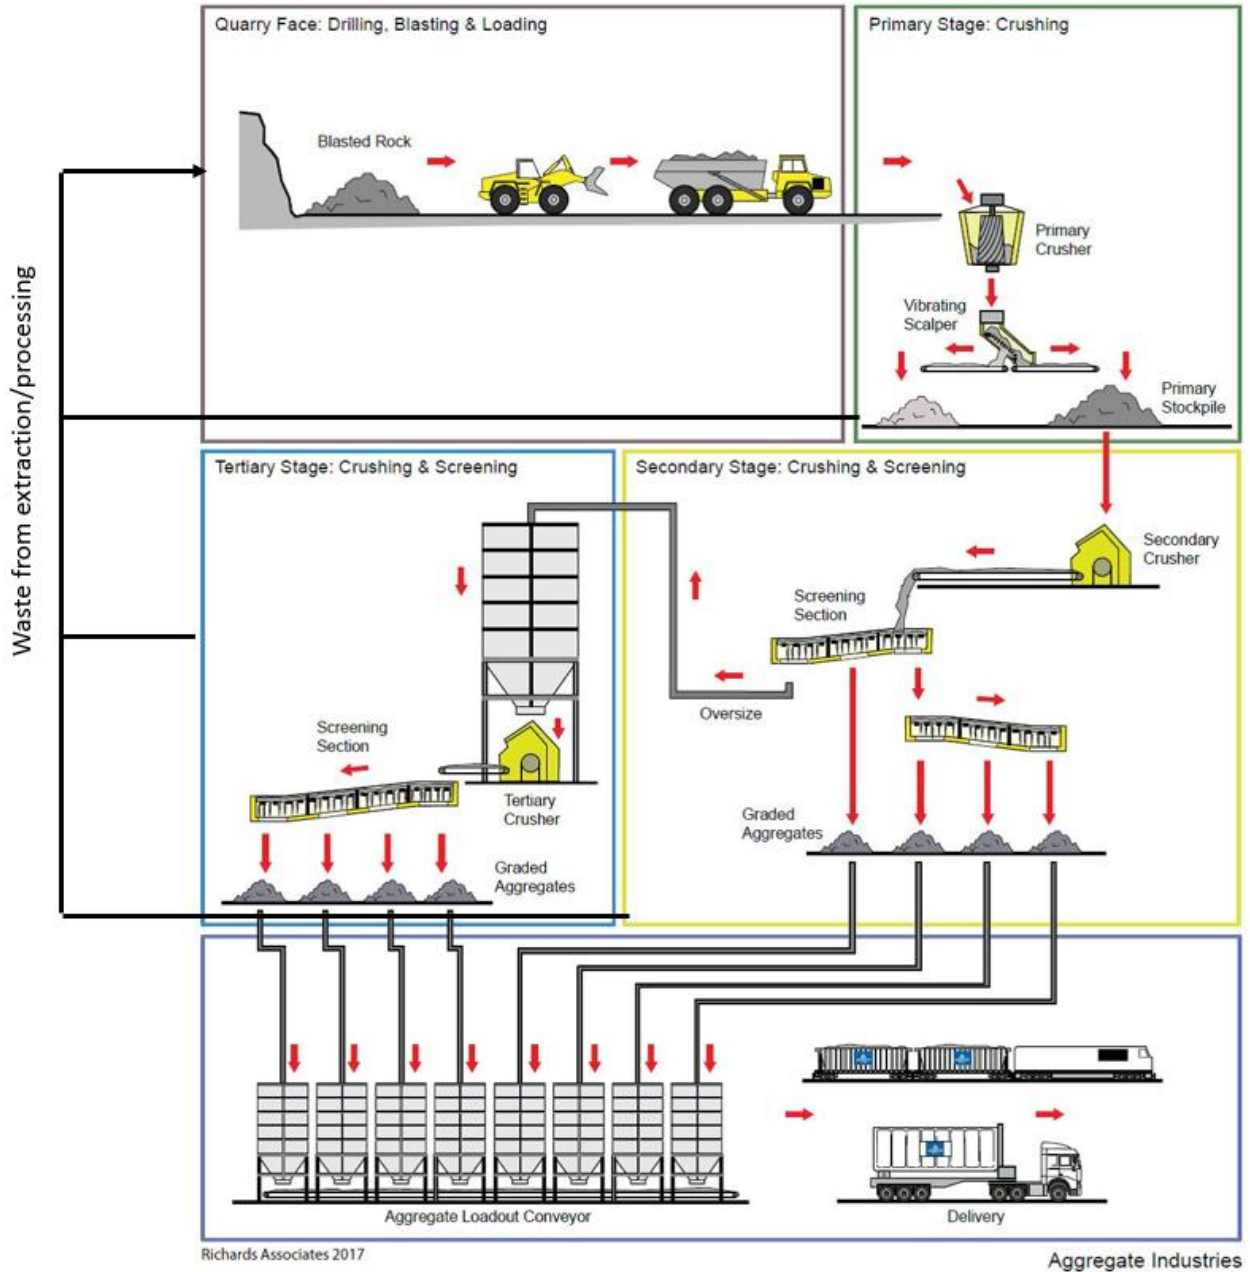 Quarry Face: Drilling, Blasting & Loading
Primary Stage: Crushing
Blasted Rock
Primary
Crusher
Vibrating
Scalper
Primary
Stockpile
Waste from extraction/processing
Tertiary Stage: Crushing & Screening
Secondary Stage: Crushing & Screening
Secondary
Crusher
Screening
Section
Oversize
Screening
Section
Tertiary
Crusher
Graded
Aggregates
Graded
Aggregates
Aggregate Loadout Conveyor
Delivery
Richards Associates 2017
Aggregate Industries